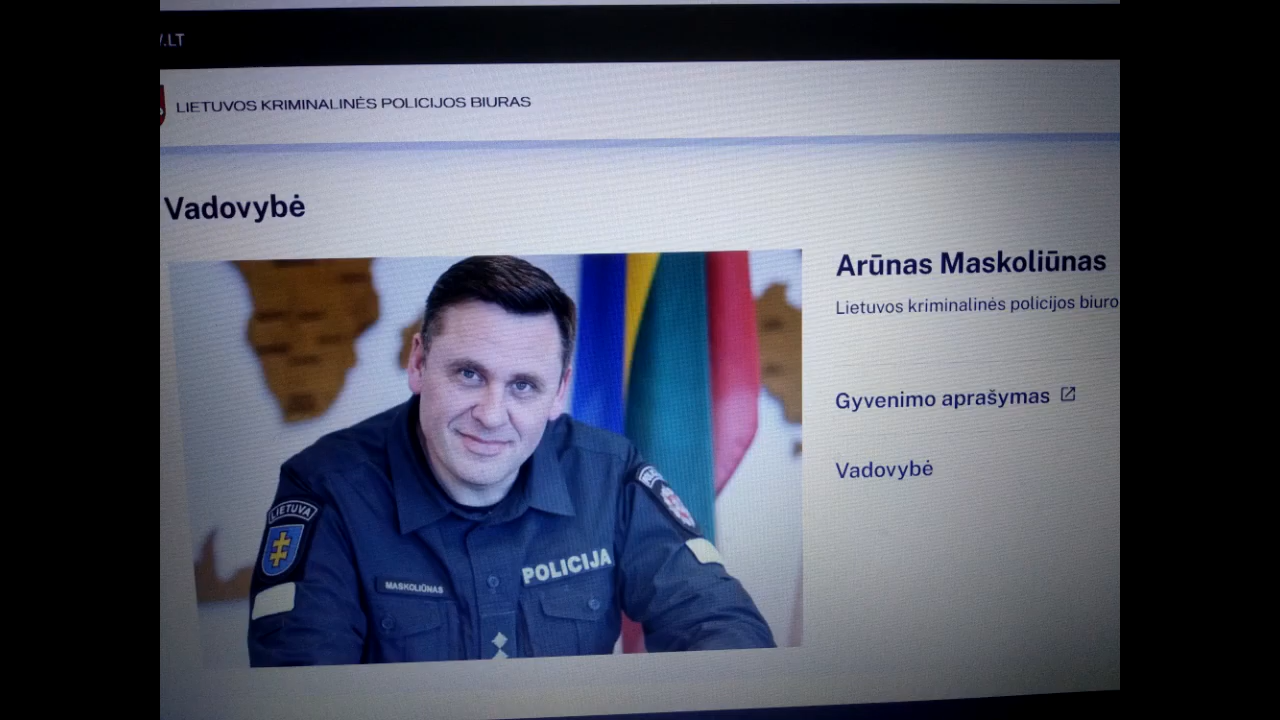 .LT
LIETUVOS KRIMINALINĖS POLICIJOS BIURAS
Vadovybė
Arūnas Maskoliūnas
Lietuvos kriminalinės policijos biuro
Gyvenimo aprašymas
Vadovybė
LIETUVA
MASKOLIŪNAS
POLICIJA